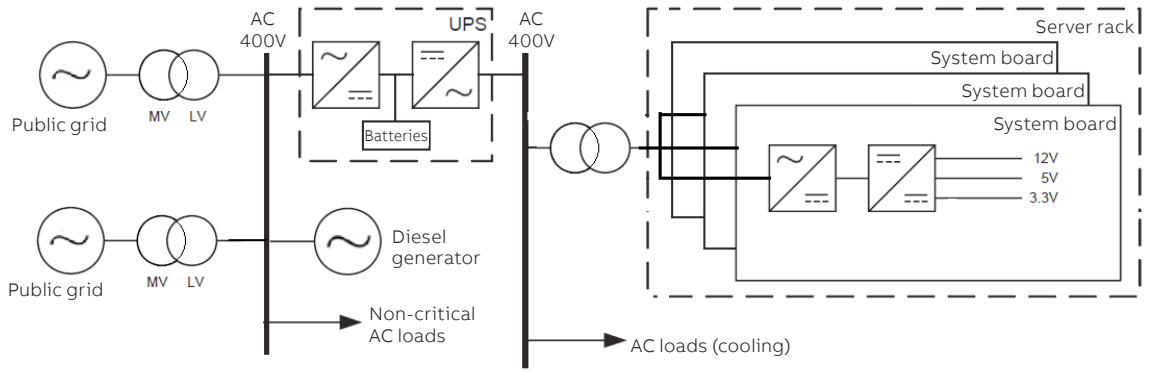 AC
400V
UPS
AC
400V
Server rack
System board
System board
System board
MV LV
Public grid
Batteries
12V
5V
3.3V
Diesel
generator
MV LV
Public grid
Non-critical
AC loads
AC loads (cooling)